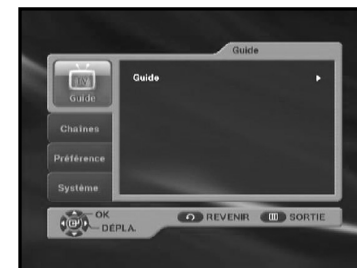 Guide
Guide
TV
Guide
Chaînes
Préférence
Système
OK
DÉPLA.
REVENIR
SORTIE